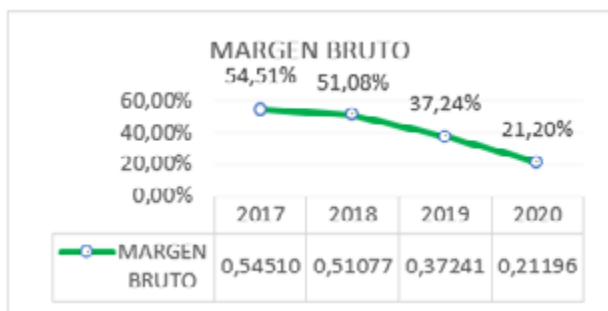 MARGEN BRUTO
54,51% 51,08% 37,24% 21,20%
60,00%
40,00%
20,00%
0,00%
2017 2018 2019 2020
MARGEN BRUTO 0,54510 0,51077 0,37241 0,21196